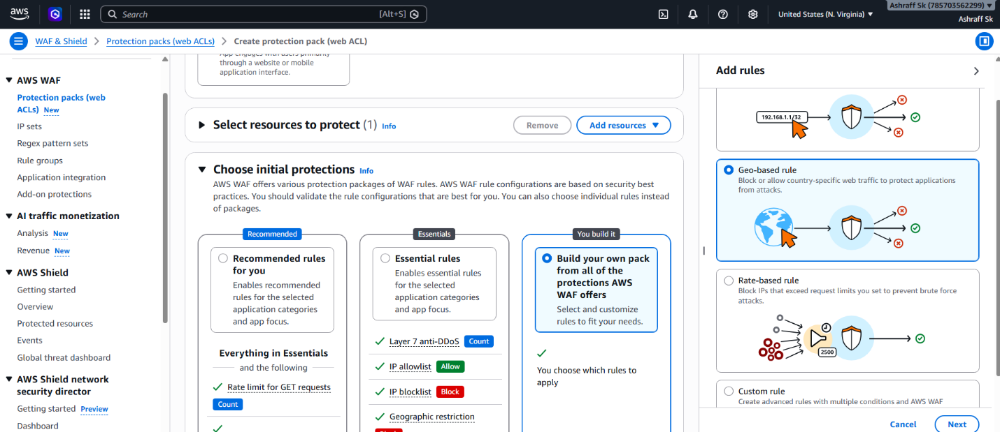 aws
Search
[Alt+S]
United States (N. Virginia) ▼
Ashraff Sk (785703562299) ▼
Ashraff Sk
WAF & Shield
Protection packs (web ACLs)
Create protection pack (web ACL)
AWS WAF
Protection packs (web
ACLs) New
IP sets
Regex pattern sets
Rule groups
Application integration
Add-on protections
AI traffic monetization
Analysis New
Revenue New
AWS Shield
Getting started
Overview
Protected resources
Events
Global threat dashboard
AWS Shield network
security director
Getting started Preview
Dashboard
App engages with users primarily
through a website or mobile
application interface.
Select resources to protect (1) Info
Remove
Add resources ▼
Choose initial protections Info
AWS WAF offers various protection packages of WAF rules. AWS WAF rule configurations are based on security best
practices. You should validate the rule configurations that are best for you. You can also choose individual rules instead
of packages.
Recommended
Recommended rules
for you
Enables recommended
rules for the selected
application categories
and app focus.
Everything in Essentials
and the following
Rate limit for GET requests
Count
Essentials
Essential rules
Enables essential rules
for the selected
application categories
and app focus.
Layer 7 anti-DDoS Count
IP allowlist Allow
IP blocklist Block
Geographic restriction
You build it
Build your own pack
from all of the
protections AWS
WAF offers
Select and customize
rules to fit your needs.
You choose which rules to
apply
Add rules
192.168.1.1/32
Geo-based rule
Block or allow country-specific web traffic to protect applications
from attacks.
Rate-based rule
Block IPs that exceed request limits you set to prevent brute force
attacks.
2500
Custom rule
Create advanced rules with multiple conditions and AWS WAF
Cancel
Next